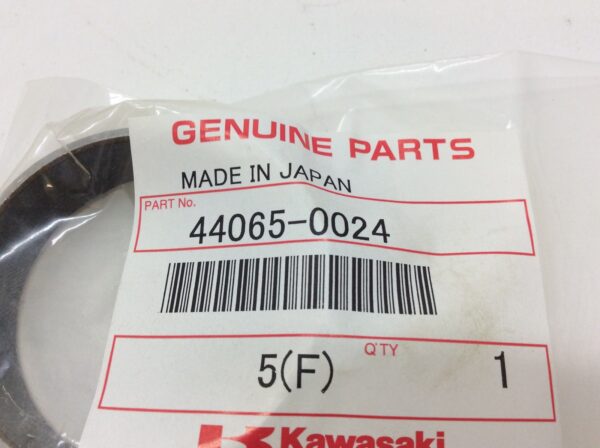 GENUINE PARTS
MADE IN JAPAN
PART No.
44065-0024
5(F) Q'TY 1
Kawasaki